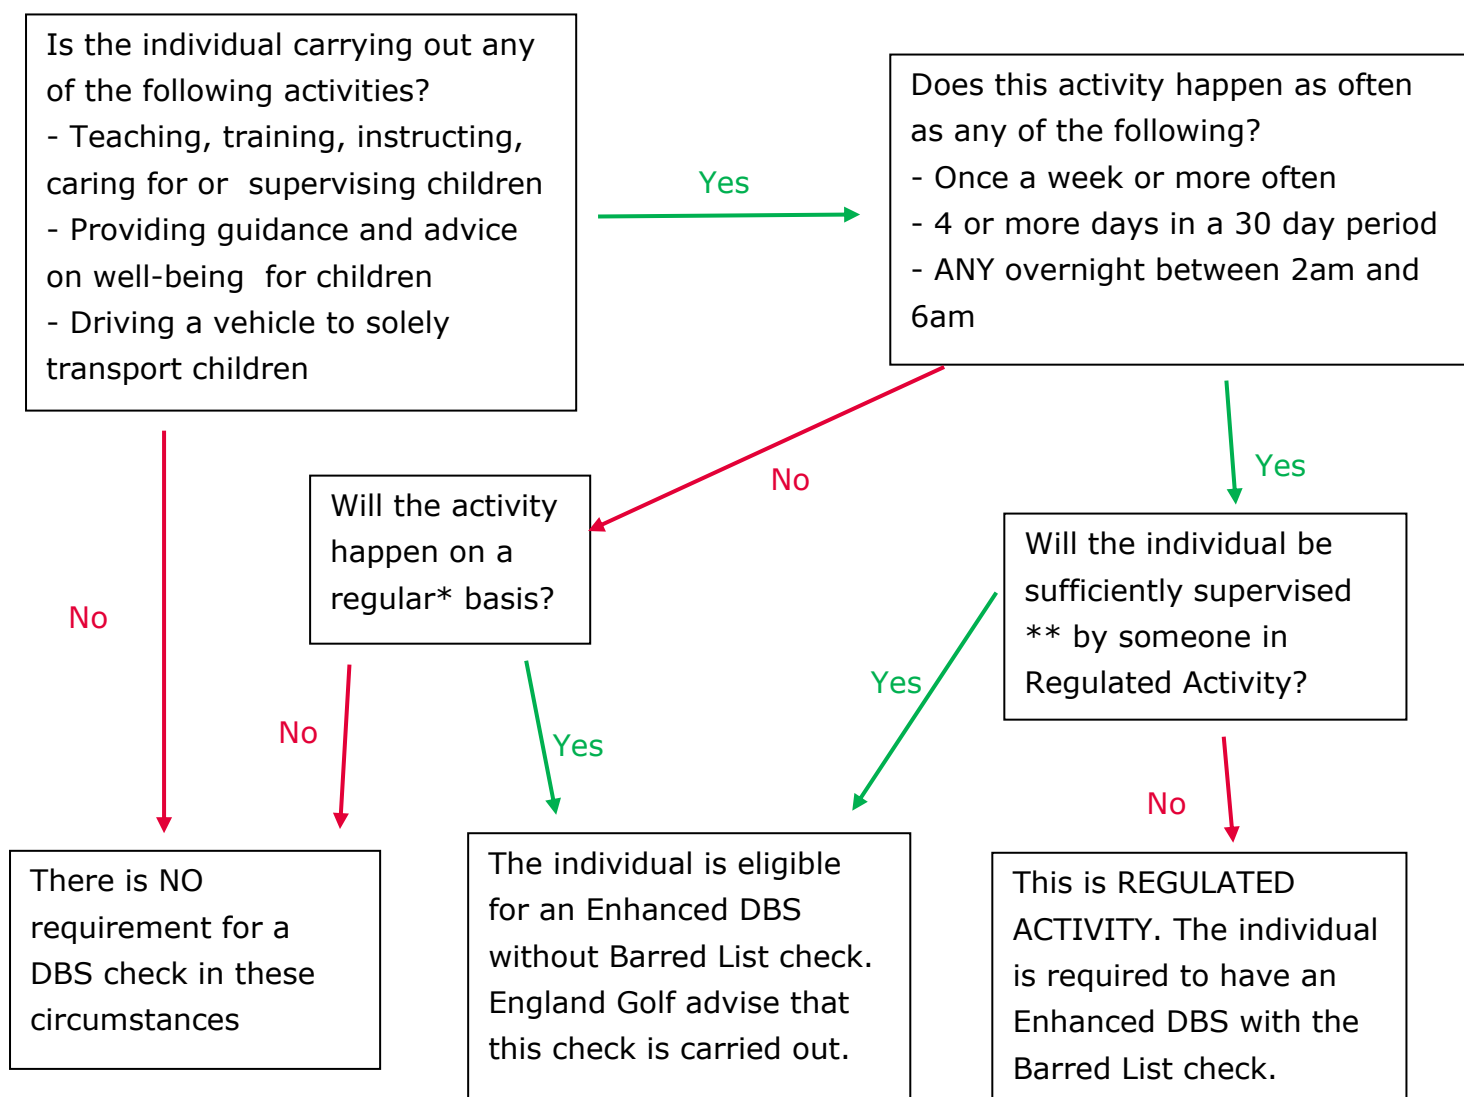 Is the individual carrying out any
of the following activities?
- Teaching, training, instructing,
caring for or  supervising children
- Providing guidance and advice
on well-being  for children
- Driving a vehicle to solely
transport children
Yes
Does this activity happen as often
as any of the following?
- Once a week or more often
- 4 or more days in a 30 day period
- ANY overnight between 2am and
6am
No
Will the activity
happen on a
regular* basis?
No
Yes
Will the individual be
sufficiently supervised
** by someone in
Regulated Activity?
No
Yes
Yes
No
There is NO
requirement for a
DBS check in these
circumstances
The individual is eligible
for an Enhanced DBS
without Barred List check.
England Golf advise that
this check is carried out.
This is REGULATED
ACTIVITY. The individual
is required to have an
Enhanced DBS with the
Barred List check.